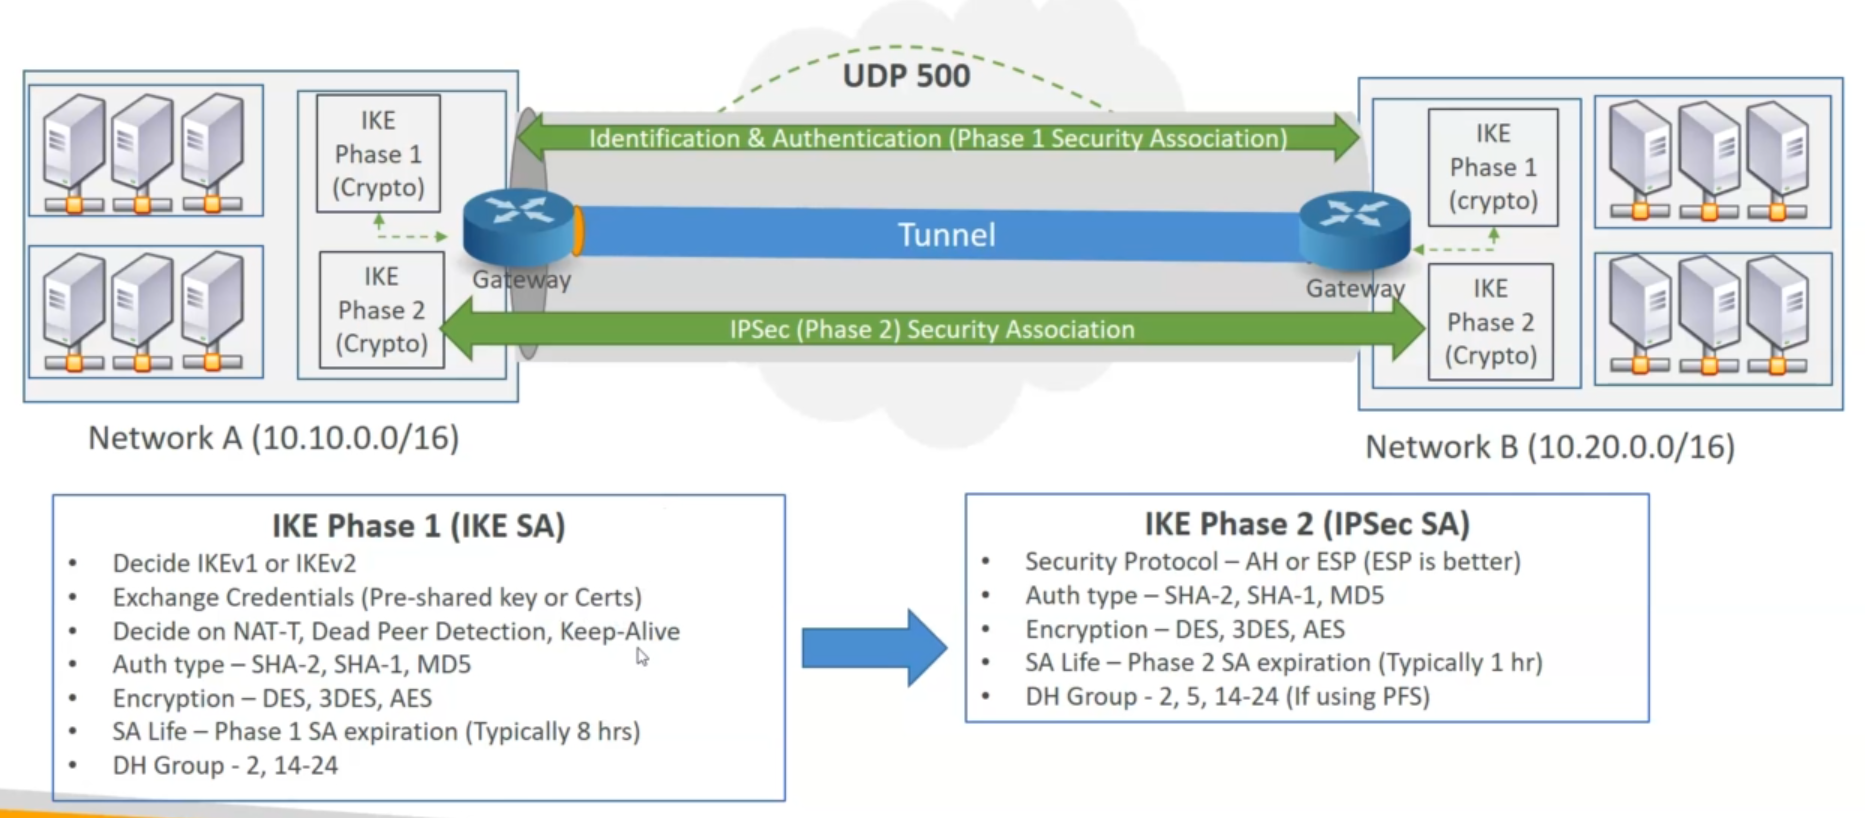 UDP 500
IKE
Phase 1
(Crypto)
Identification & Authentication (Phase 1 Security Association)
IKE
Phase 1
(crypto)
Tunnel
Gateway
Gateway
IKE
Phase 2
(Crypto)
IPSec (Phase 2) Security Association
IKE
Phase 2
(Crypto)
Network A (10.10.0.0/16)
Network B (10.20.0.0/16)
IKE Phase 1 (IKE SA)
• Decide IKEv1 or IKEv2
• Exchange Credentials (Pre-shared key or Certs)
• Decide on NAT-T, Dead Peer Detection, Keep-Alive
• Auth type – SHA-2, SHA-1, MD5
• Encryption – DES, 3DES, AES
• SA Life – Phase 1 SA expiration (Typically 8 hrs)
• DH Group - 2, 14-24
IKE Phase 2 (IPSec SA)
• Security Protocol – AH or ESP (ESP is better)
• Auth type – SHA-2, SHA-1, MD5
• Encryption – DES, 3DES, AES
• SA Life – Phase 2 SA expiration (Typically 1 hr)
• DH Group - 2, 5, 14-24 (If using PFS)